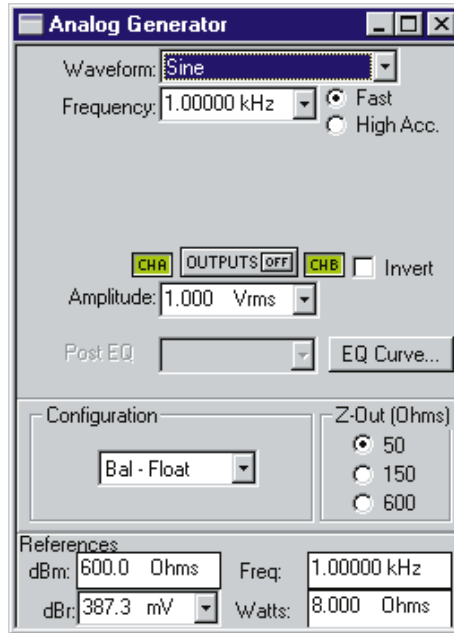 Analog Generator
Waveform: Sine
Frequency: 1.00000 kHz Fast
High Acc.
CHA OUTPUTS OFF CHB Invert
Amplitude: 1.000 Vrms
Post EQ EQ Curve...
Configuration Z-Out (Ohms)
Bal - Float 50
150
600
References
dBm: 600.0 Ohms Freq: 1.00000 kHz
dBr: 387.3 mV Watts: 8.000 Ohms